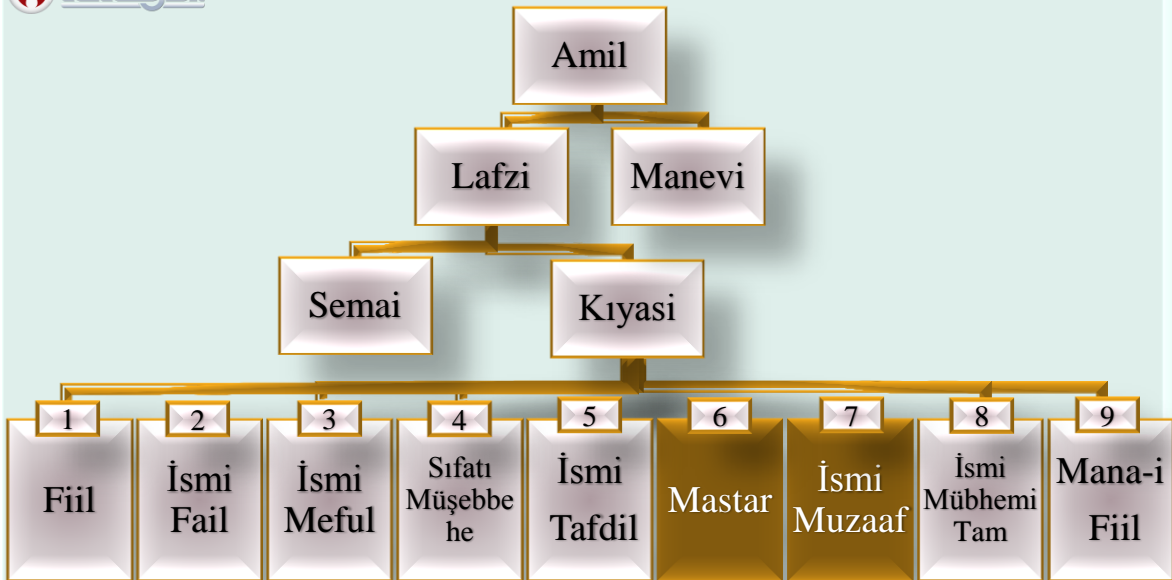 Amil
Lafzi
Manevi
Semai
Kıyasi
1
2
3
4
5
6
7
8
9
Fiil
İsmi
Fail
İsmi
Meful
Sıfatı
Müşebbe
he
İsmi
Tafdil
Mastar
İsmi
Muzaaf
İsmi
Mübhemi
Tam
Mana-i
Fiil